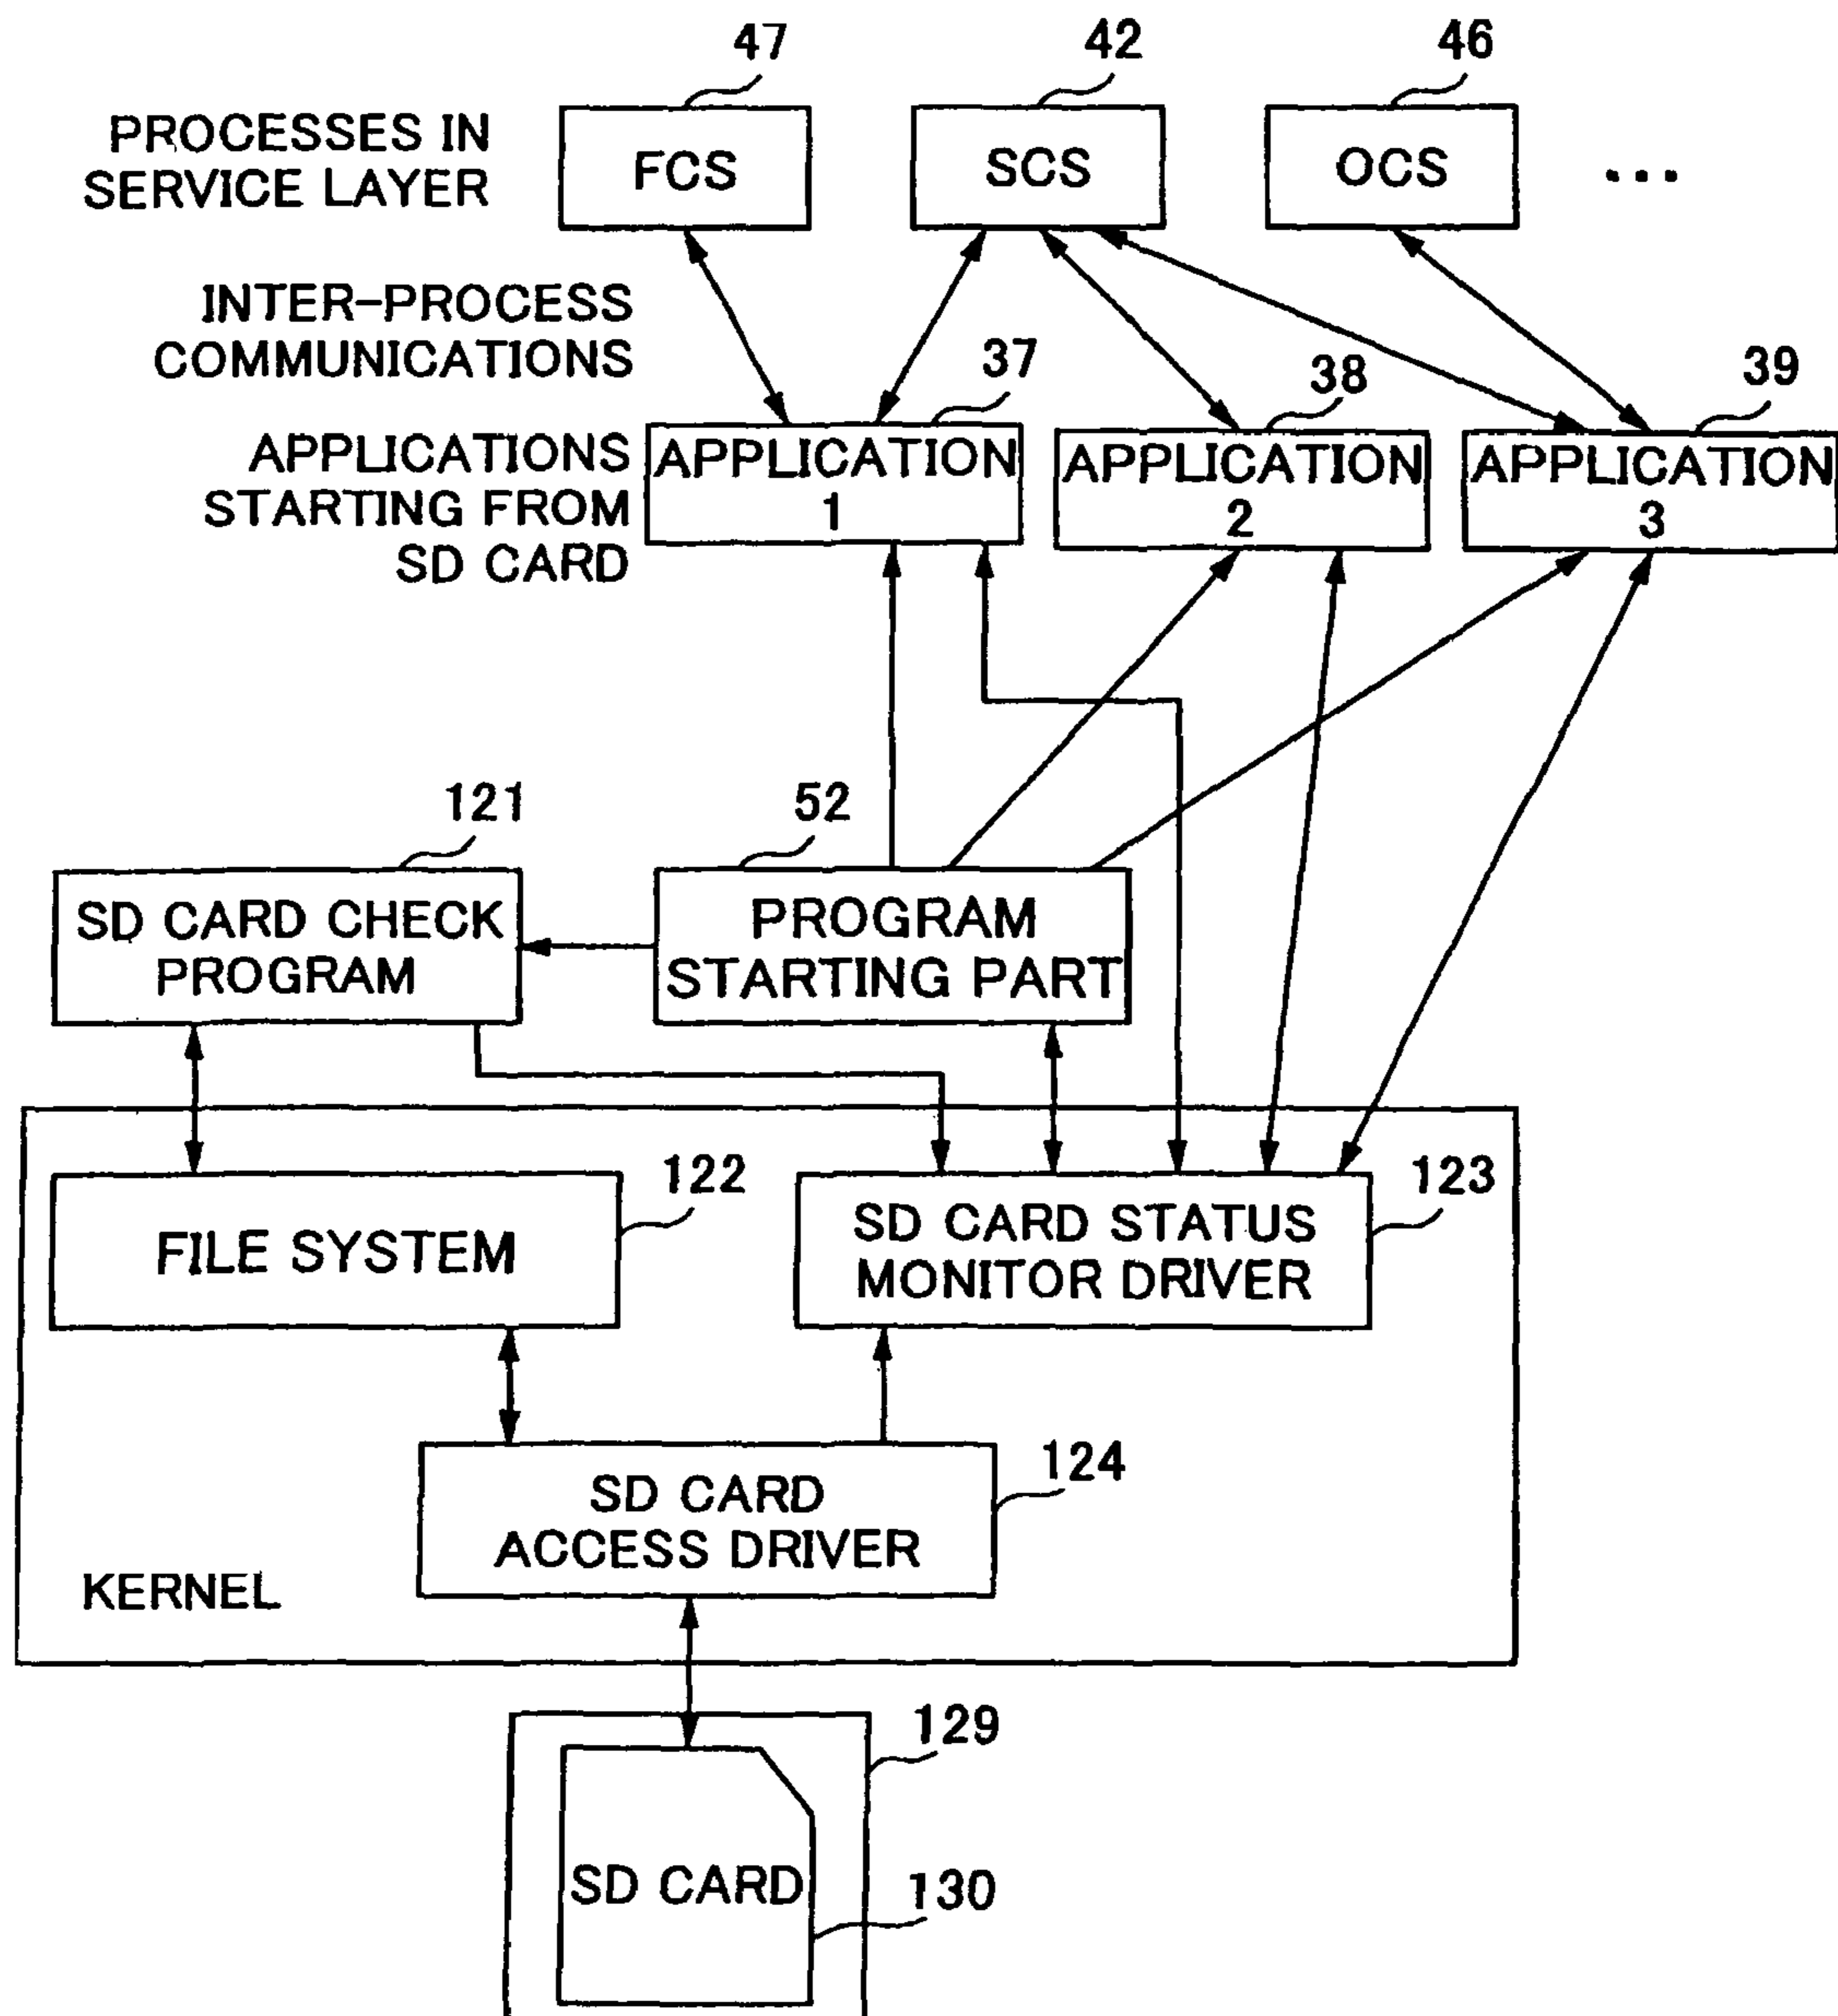 47
42
46
PROCESSES IN
SERVICE LAYER
FCS
SCS
OCS
...
INTER-PROCESS
COMMUNICATIONS
37
38
39
APPLICATIONS
STARTING FROM
SD CARD
APPLICATION
1
APPLICATION
2
APPLICATION
3
121
52
SD CARD CHECK
PROGRAM
PROGRAM
STARTING PART
122
123
FILE SYSTEM
SD CARD STATUS
MONITOR DRIVER
124
SD CARD
ACCESS DRIVER
KERNEL
129
SD CARD
130